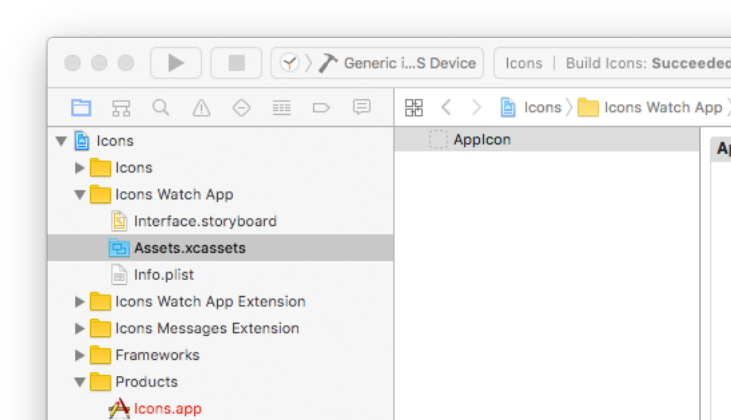 Generic i...S Device
Icons | Build Icons: Succeeded
Icons Icons Watch App
Icons
AppIcon
Icons
Icons Watch App
Interface.storyboard
Assets.xcassets
Info.plist
Icons Watch App Extension
Icons Messages Extension
Frameworks
Products
Icons.app